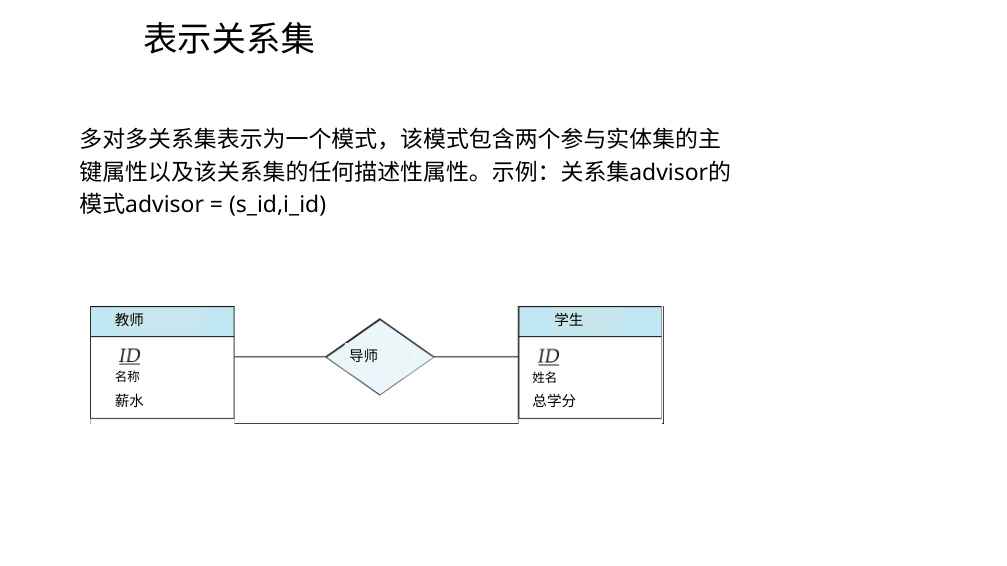 表示关系集
多对多关系集表示为一个模式，该模式包含两个参与实体集的主
键属性以及该关系集的任何描述性属性。示例：关系集advisor的
模式advisor = (s_id,i_id)
教师
ID
名称
薪水
导师
学生
ID
姓名
总学分